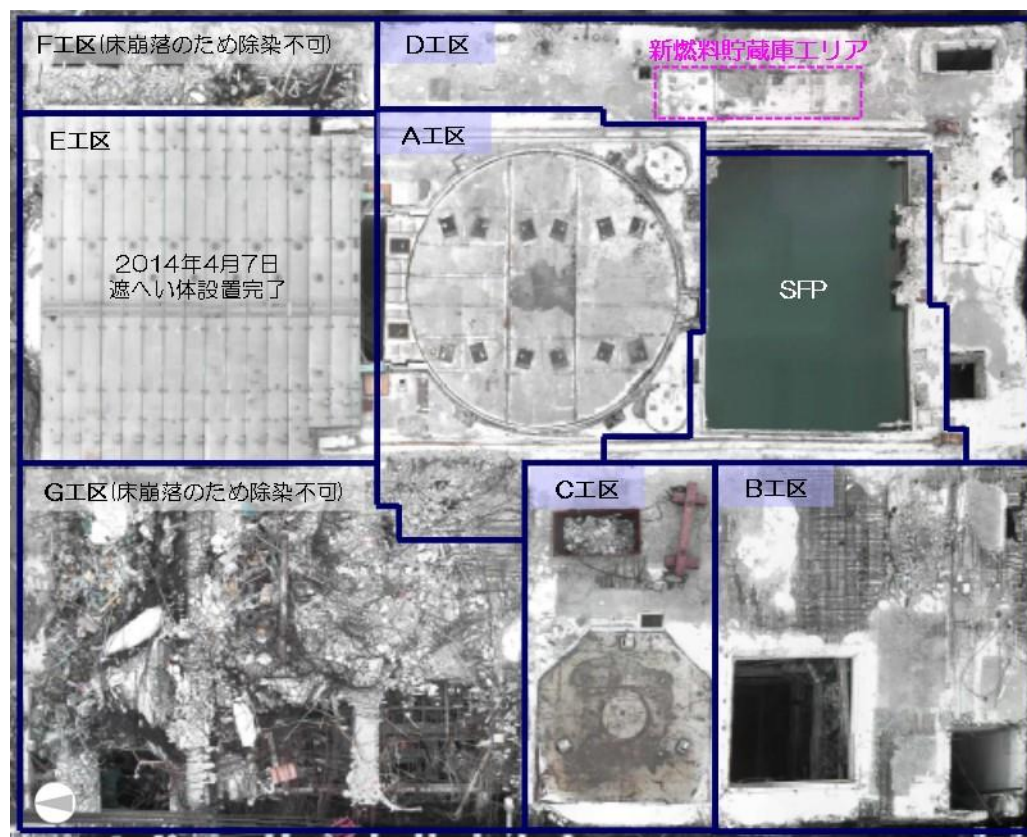 F工区(床崩落のため除染不可)
D工区
新燃料貯蔵庫エリア
E工区
A工区
2014年4月7日
遮へい体設置完了
SFP
G工区(床崩落のため除染不可)
C工区
B工区